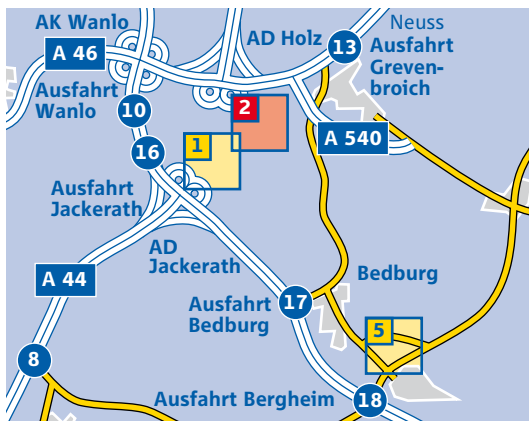 AK Wanlo
AD Holz
13
Neuss
Ausfahrt
Greven-
broich
A 46
Ausfahrt
Wanlo
10
2
1
A 540
16
Ausfahrt
Jackerath
AD
Jackerath
A 44
Bedburg
17
Ausfahrt
Bedburg
5
8
Ausfahrt Bergheim
18